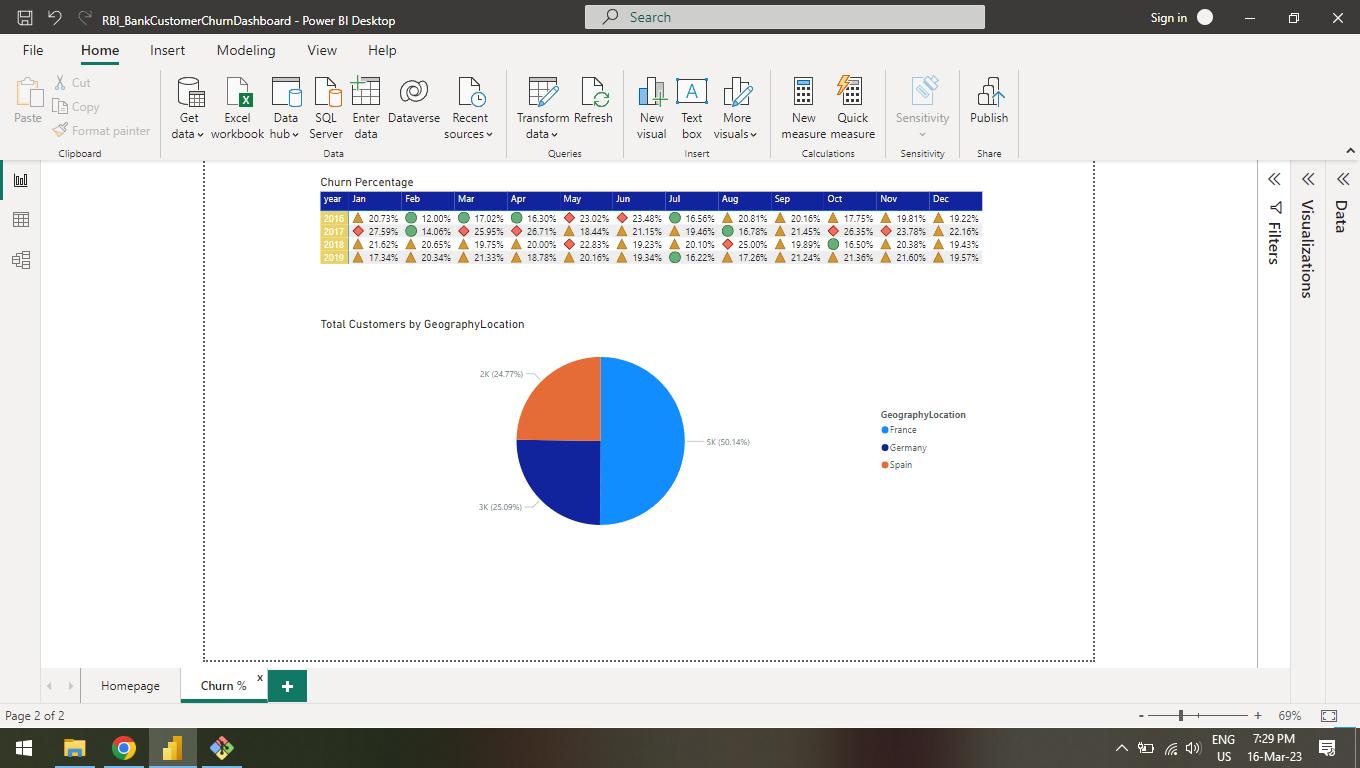 RBI_BankCustomerChurnDashboard - Power BI Desktop
Search
Sign in
File Home Insert Modeling View Help
Paste
Cut
Copy
Format painter
Clipboard
Get data
Excel workbook
Data hub
SQL Server
Enter data
Dataverse
Recent sources
Data
Transform data
Refresh
Queries
New visual
Text box
More visuals
Insert
New measure
Quick measure
Calculations
Sensitivity
Sensitivity
Publish
Share
Churn Percentage
year Jan Feb Mar Apr May Jun Jul Aug Sep Oct Nov Dec
2016 20.73% 12.00% 17.02% 16.30% 23.02% 23.48% 16.56% 20.81% 20.16% 17.75% 19.81% 19.22%
2017 27.59% 14.06% 25.95% 26.71% 18.44% 21.15% 19.46% 16.78% 21.45% 26.35% 23.78% 22.16%
2018 21.62% 20.65% 19.75% 20.00% 22.83% 19.23% 20.10% 25.00% 19.89% 16.50% 20.38% 19.43%
2019 17.34% 20.34% 21.33% 18.78% 20.16% 19.34% 16.22% 17.26% 21.24% 21.36% 21.60% 19.57%
Total Customers by GeographyLocation
2K (24.77%)
5K (50.14%)
3K (25.09%)
GeographyLocation
France
Germany
Spain
Filters
Visualizations
Data
Homepage
Churn %
x
+
Page 2 of 2
- + 69%
ENG
US
7:29 PM
16-Mar-23